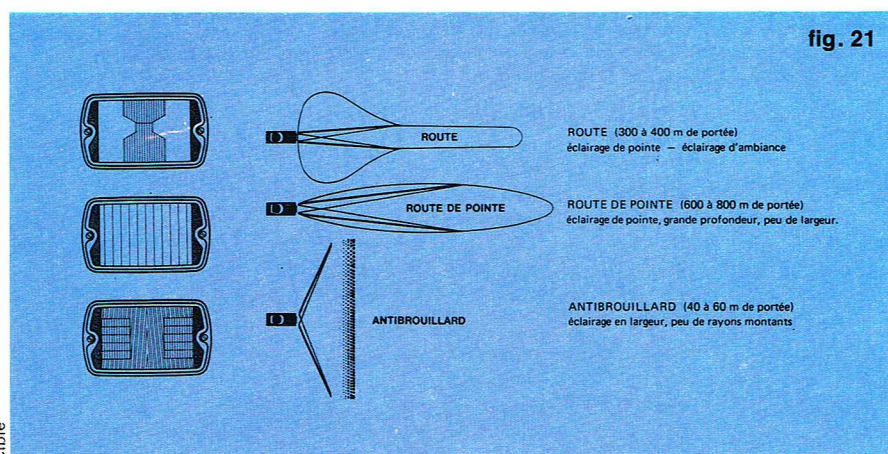 fig. 21
ROUTE
ROUTE (300 à 400 m de portée)
éclairage de pointe – éclairage d'ambiance
ROUTE DE POINTE
ROUTE DE POINTE (600 à 800 m de portée)
éclairage de pointe, grande profondeur, peu de largeur.
ANTIBROUILLARD
ANTIBROUILLARD (40 à 60 m de portée)
éclairage en largeur, peu de rayons montants